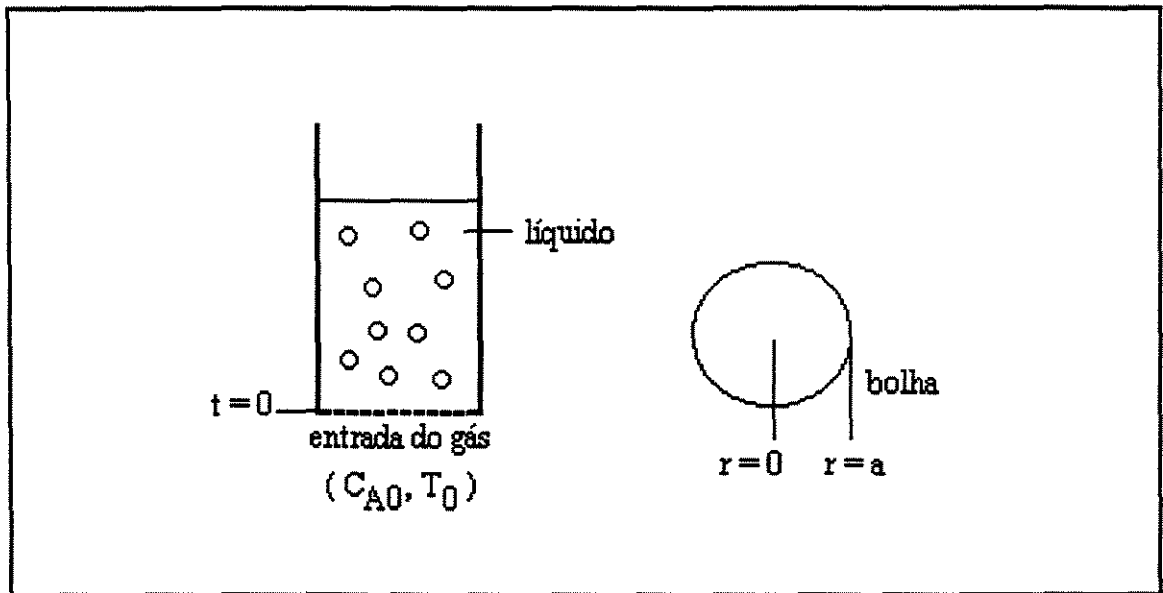 líquido
t = 0
entrada do gás
( C_A0, T_0 )
bolha
r = 0 r = a